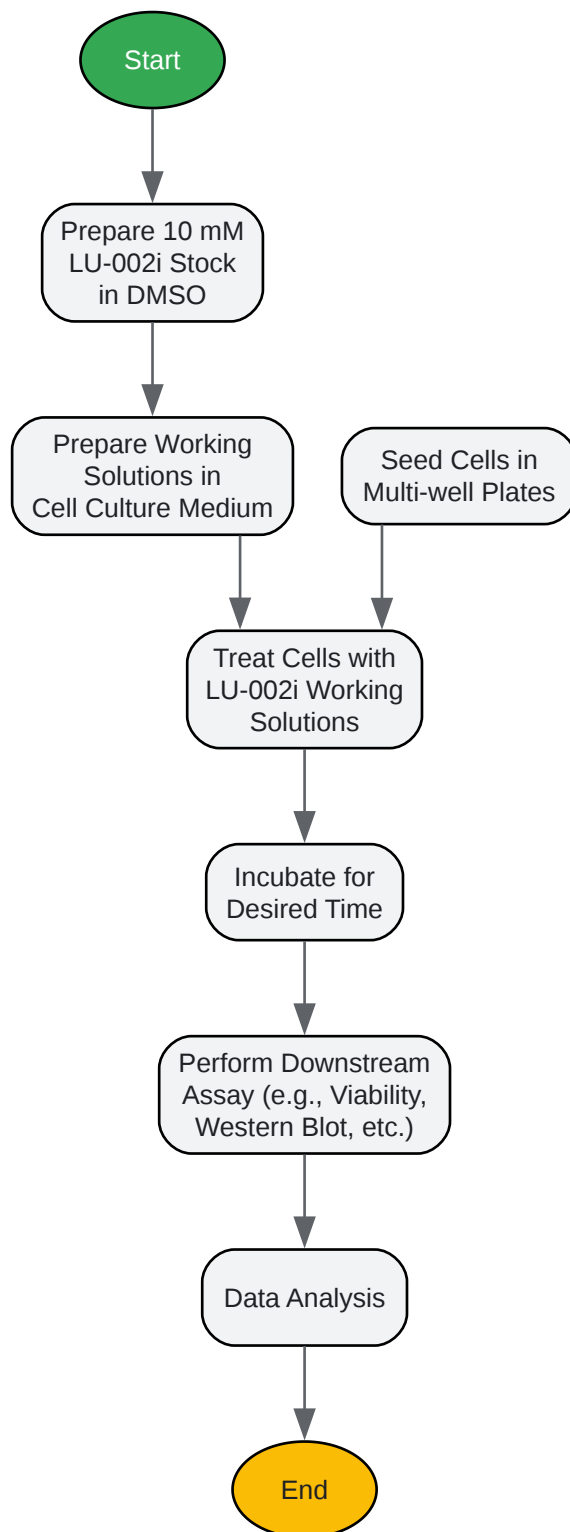 Start
Prepare 10 mM
LU-002i Stock
in DMSO
Prepare Working
Solutions in
Cell Culture Medium
Seed Cells in
Multi-well Plates
Treat Cells with
LU-002i Working
Solutions
Incubate for
Desired Time
Perform Downstream
Assay (e.g., Viability,
Western Blot, etc.)
Data Analysis
End